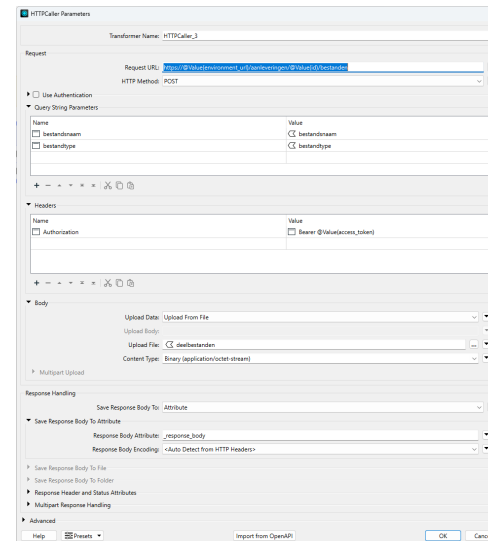 HTTPCaller Parameters
Transformer Name: HTTPCaller_3
Request
Request URL: https://@Value(environment_url)/aanleveringen/@Value(id)/bestanden
HTTP Method: POST
Use Authentication
Query String Parameters
Name Value
bestandsnaam bestandsnaam
bestandtype bestandtype
Headers
Name Value
Authorization Bearer @Value(access_token)
Body
Upload Data: Upload From File
Upload Body:
Upload File: deelbestanden ...
Content Type: Binary (application/octet-stream)
Multipart Upload
Response Handling
Save Response Body To: Attribute
Save Response Body To Attribute
Response Body Attribute: _response_body
Response Body Encoding: <Auto Detect from HTTP Headers>
Save Response Body To File
Save Response Body To Folder
Response Header and Status Attributes
Multipart Response Handling
Advanced
Help Presets Import from OpenAPI OK Canc